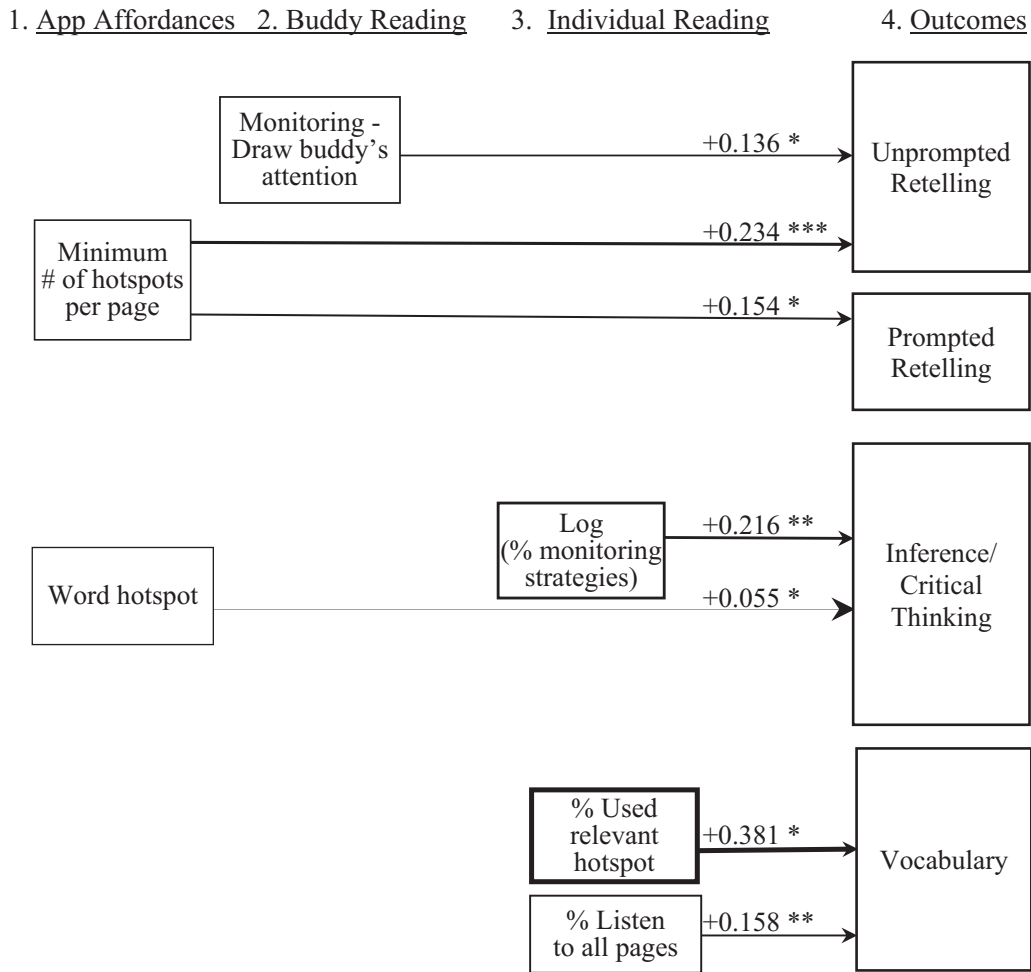 1. App Affordances 2. Buddy Reading 3. Individual Reading 4. Outcomes
Monitoring -
Draw buddy's
attention
+0.136 *
Unprompted
Retelling
Minimum
# of hotspots
per page
+0.234 ***
+0.154 *
Prompted
Retelling
Log
(% monitoring
strategies)
+0.216 **
Word hotspot
+0.055 *
Inference/
Critical
Thinking
% Used
relevant
hotspot
+0.381 *
Vocabulary
% Listen
to all pages
+0.158 **